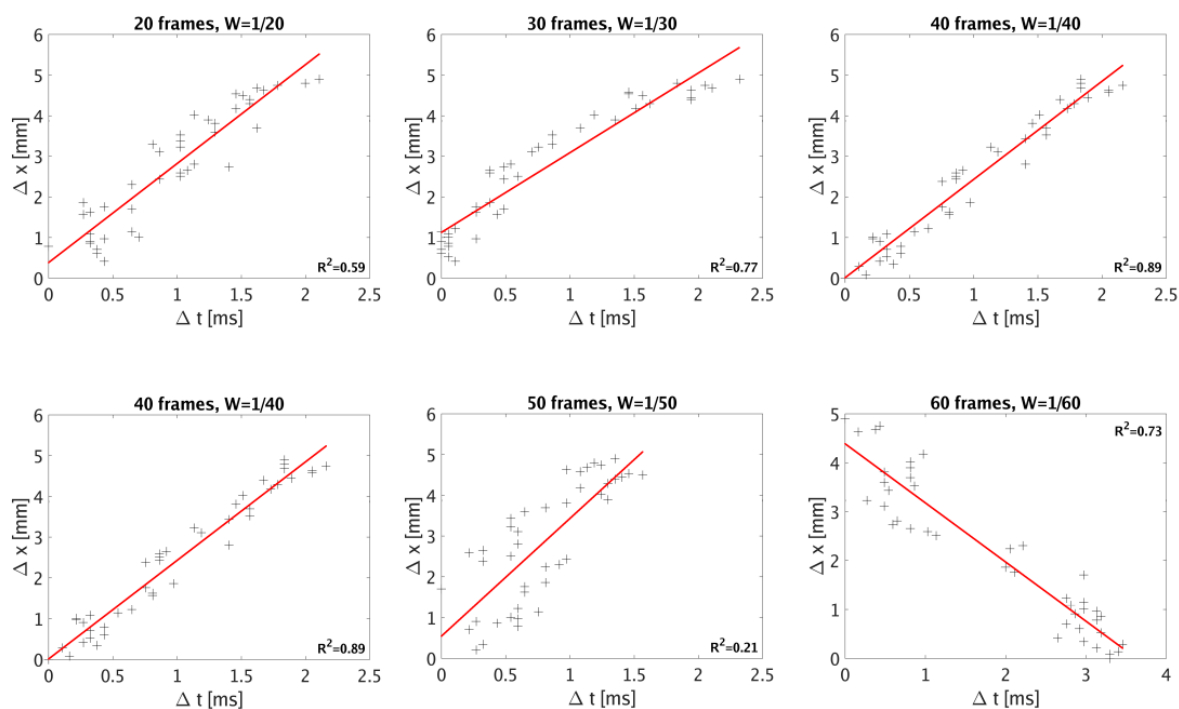 20 frames, W=1/20
30 frames, W=1/30
40 frames, W=1/40
6
5
4
3
2
1
0
Δ x [mm]
R²=0.59
0 0.5 1 1.5 2 2.5
Δ t [ms]
6
5
4
3
2
1
0
Δ x [mm]
R²=0.77
0 0.5 1 1.5 2 2.5
Δ t [ms]
6
5
4
3
2
1
0
Δ x [mm]
R²=0.89
0 0.5 1 1.5 2 2.5
Δ t [ms]
40 frames, W=1/40
50 frames, W=1/50
60 frames, W=1/60
6
5
4
3
2
1
0
Δ x [mm]
R²=0.89
0 0.5 1 1.5 2 2.5
Δ t [ms]
6
5
4
3
2
1
0
Δ x [mm]
R²=0.21
0 0.5 1 1.5 2 2.5
Δ t [ms]
5
4
3
2
1
0
Δ x [mm]
R²=0.73
0 1 2 3 4
Δ t [ms]